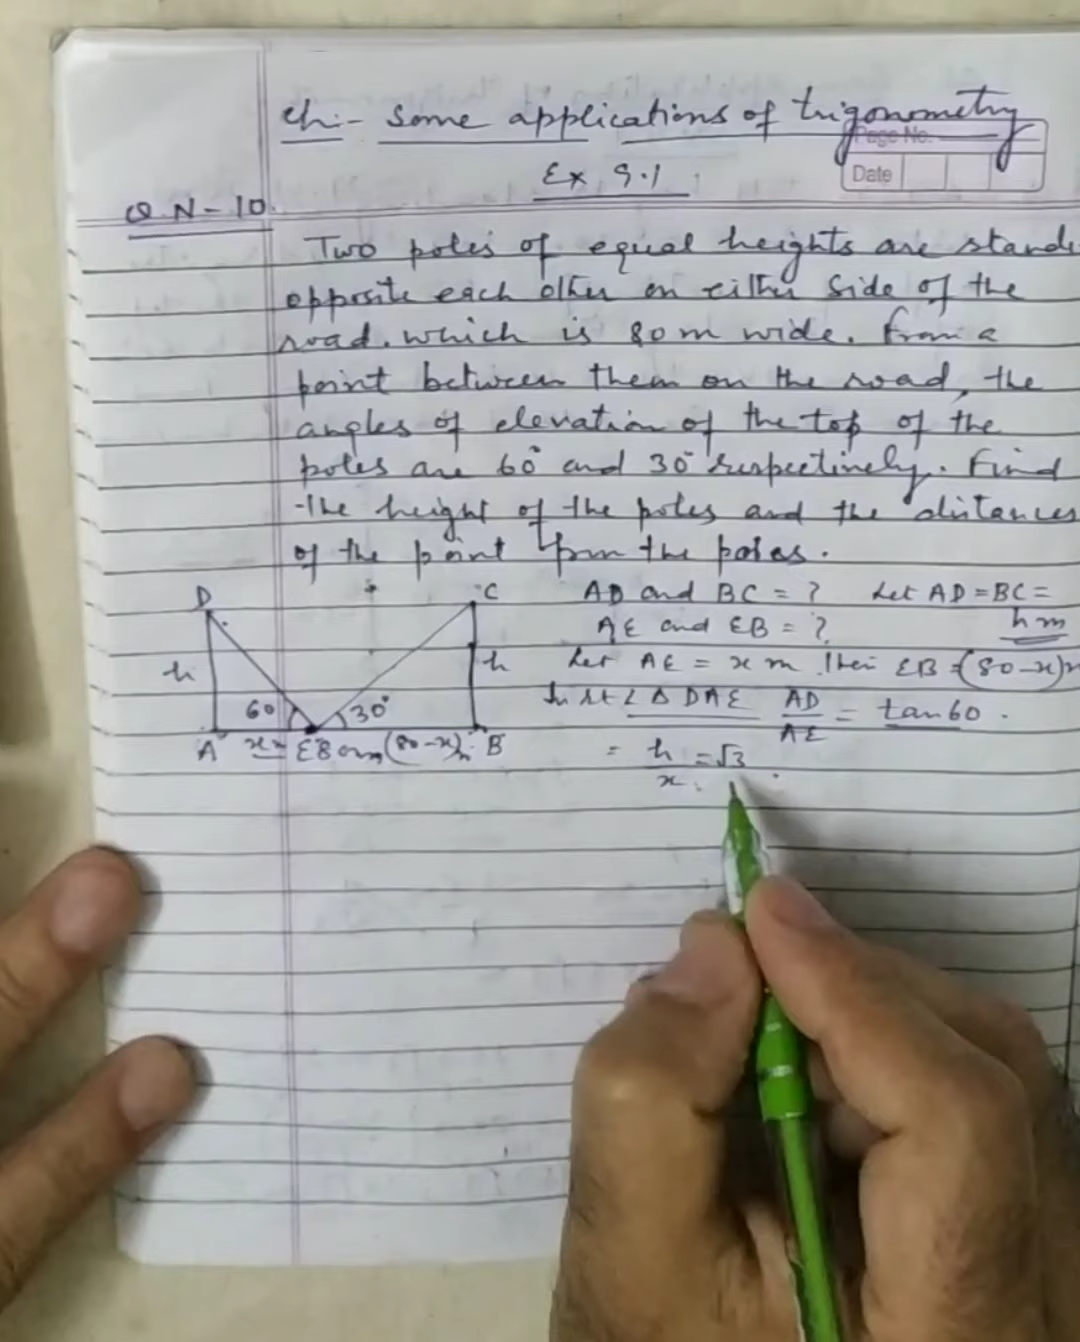 Ch:- Some applications of trigonometry
Page No.
Date
Ex 9.1
Q.N-10.
Two poles of equal heights are stand
opposite each other on either side of the
road. which is 80m wide. From a
point between them on the road, the
angles of elevation of the top of the
poles are 60° and 30° respectively. Find
the height of the poles and the distances
of the point from the poles.
D
C
h
h
60
30°
A
x
E
80m
(80-x)m
B
AD and BC = ? Let AD=BC=
h m
AE and EB = ?
Let AE = x m then EB =(80-x)m
In rt ∠ Δ DAE AD/AE = tan60.
= h/x = √3